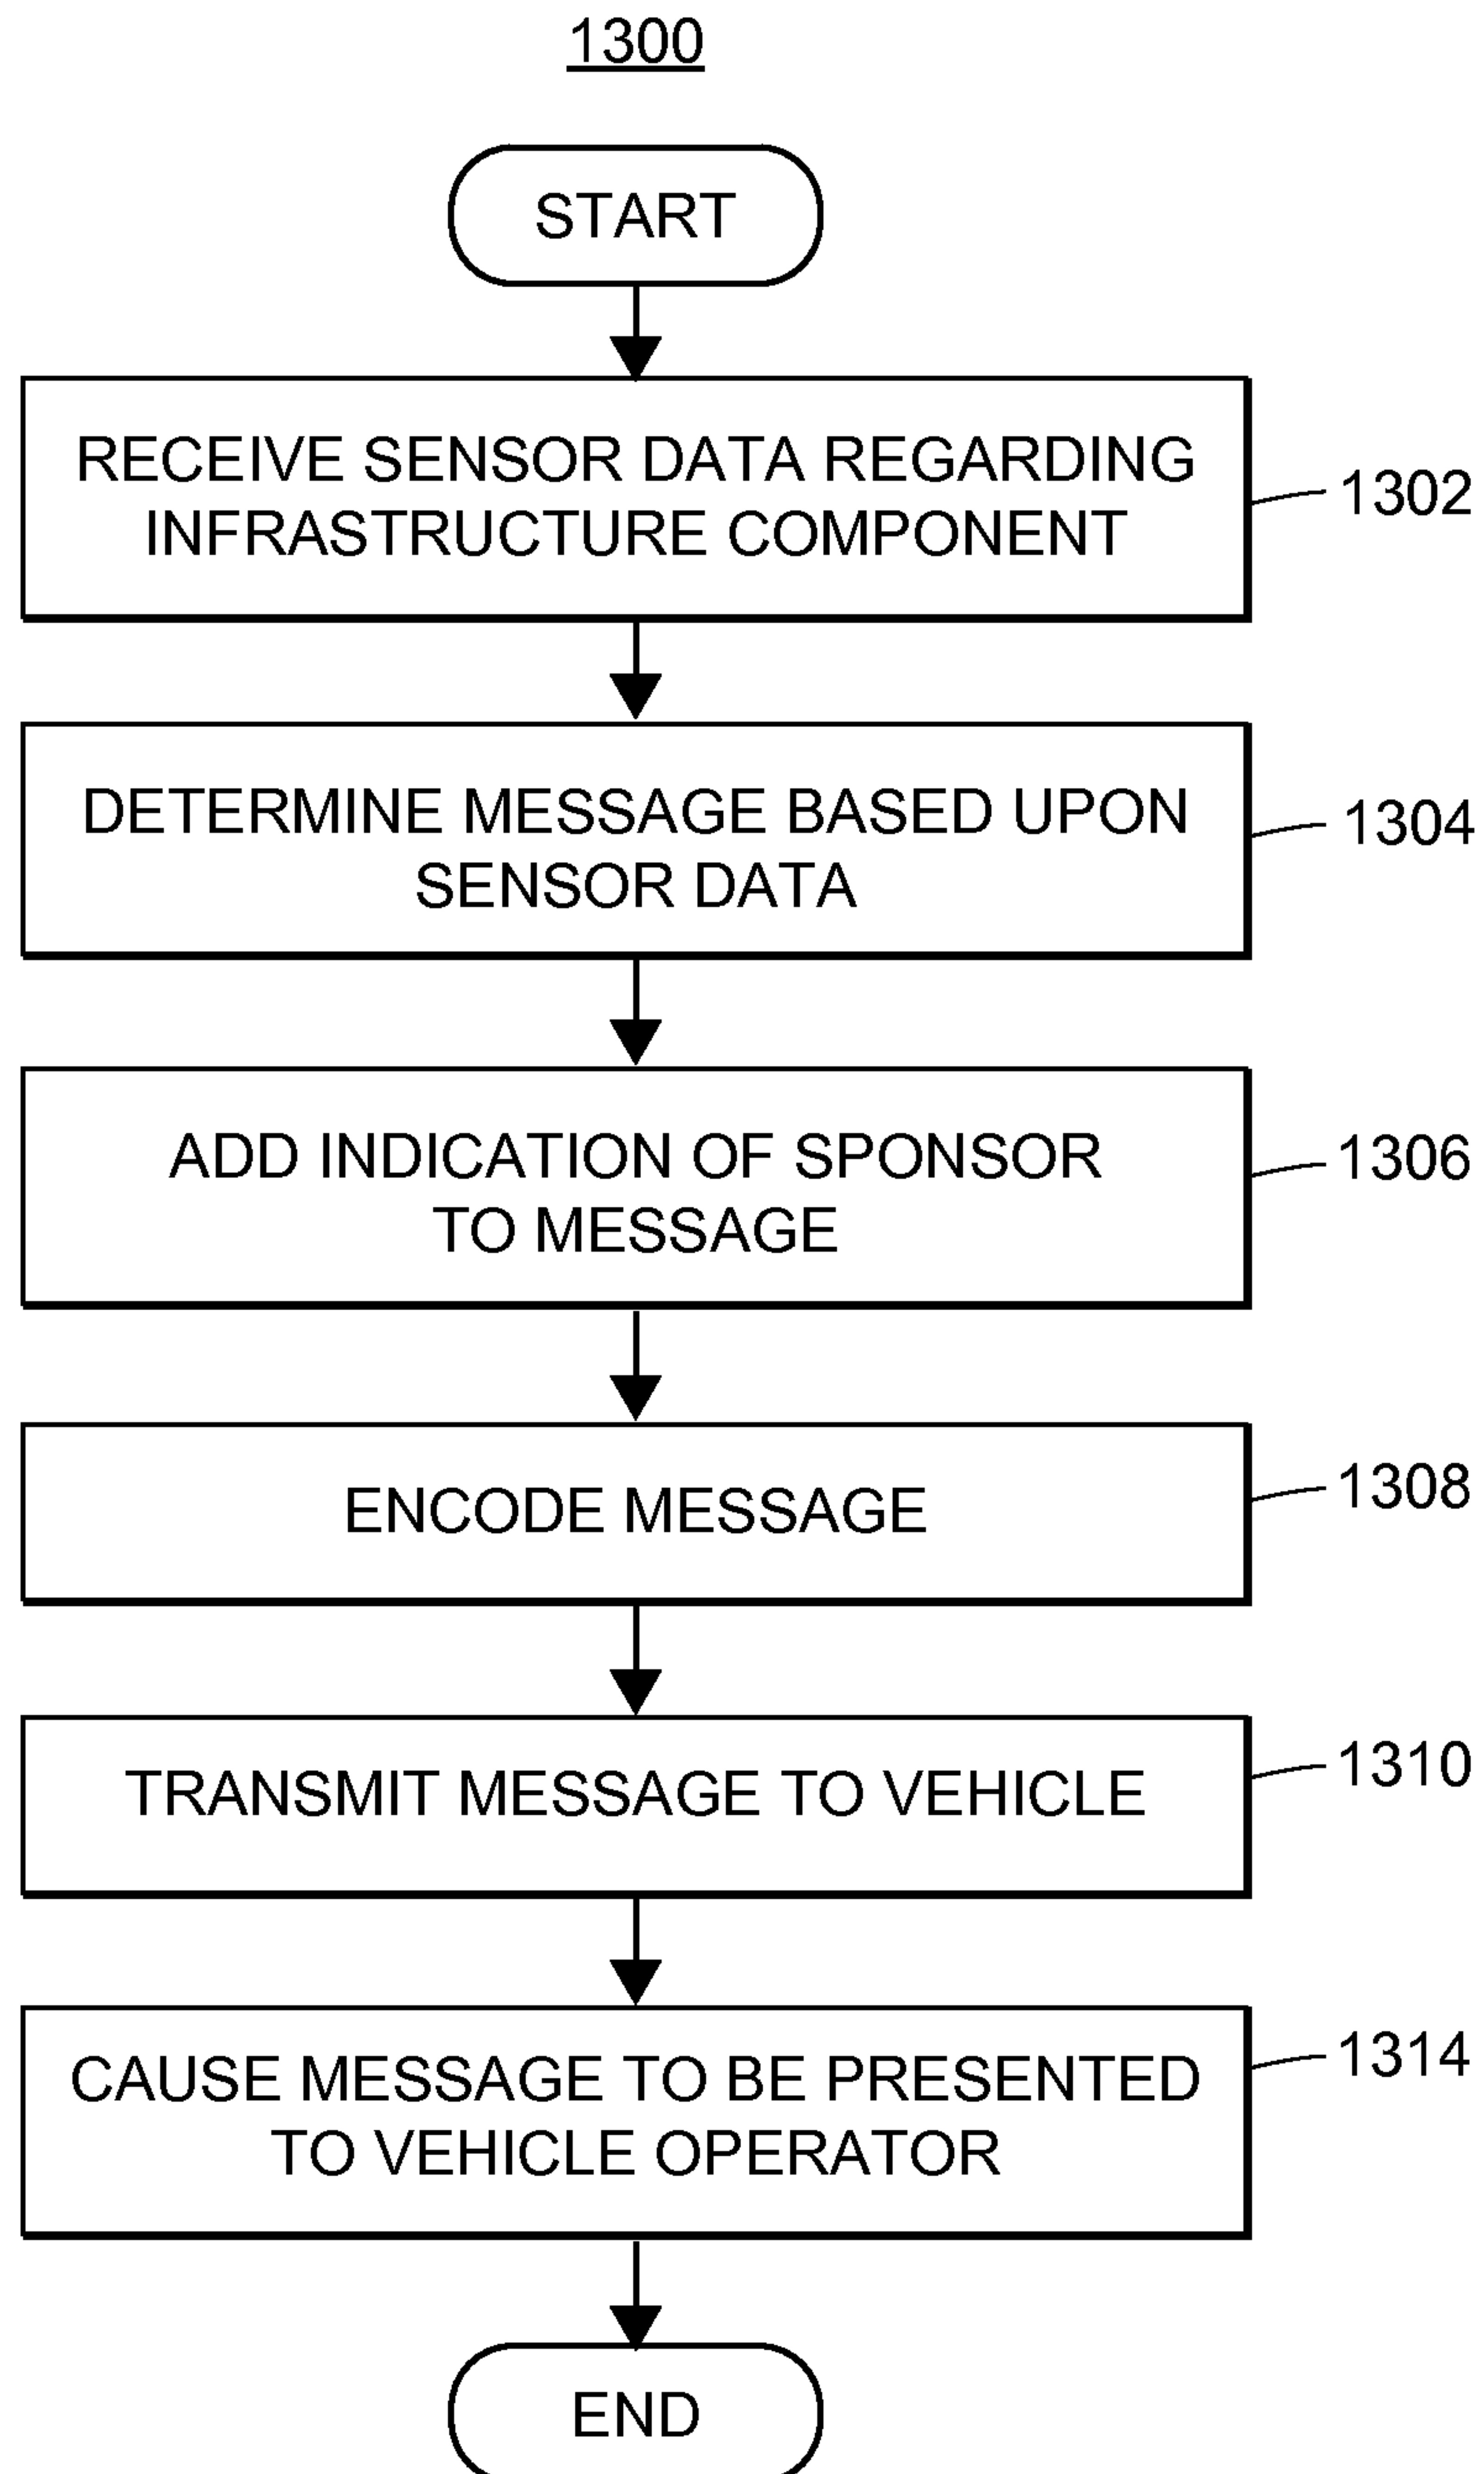 1300
START
RECEIVE SENSOR DATA REGARDING
INFRASTRUCTURE COMPONENT
1302
DETERMINE MESSAGE BASED UPON
SENSOR DATA
1304
ADD INDICATION OF SPONSOR
TO MESSAGE
1306
ENCODE MESSAGE
1308
TRANSMIT MESSAGE TO VEHICLE
1310
CAUSE MESSAGE TO BE PRESENTED
TO VEHICLE OPERATOR
1314
END